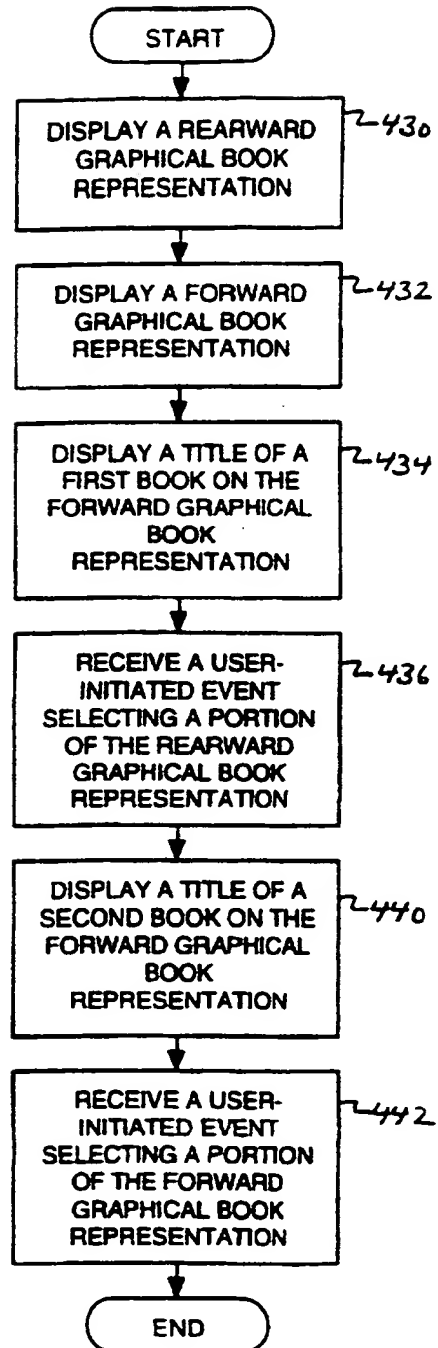 START
DISPLAY A REARWARD
GRAPHICAL BOOK
REPRESENTATION
430
DISPLAY A FORWARD
GRAPHICAL BOOK
REPRESENTATION
432
DISPLAY A TITLE OF A
FIRST BOOK ON THE
FORWARD GRAPHICAL
BOOK
REPRESENTATION
434
RECEIVE A USER-
INITIATED EVENT
SELECTING A PORTION
OF THE REARWARD
GRAPHICAL BOOK
REPRESENTATION
436
DISPLAY A TITLE OF A
SECOND BOOK ON THE
FORWARD GRAPHICAL
BOOK
REPRESENTATION
440
RECEIVE A USER-
INITIATED EVENT
SELECTING A PORTION
OF THE FORWARD
GRAPHICAL BOOK
REPRESENTATION
442
END